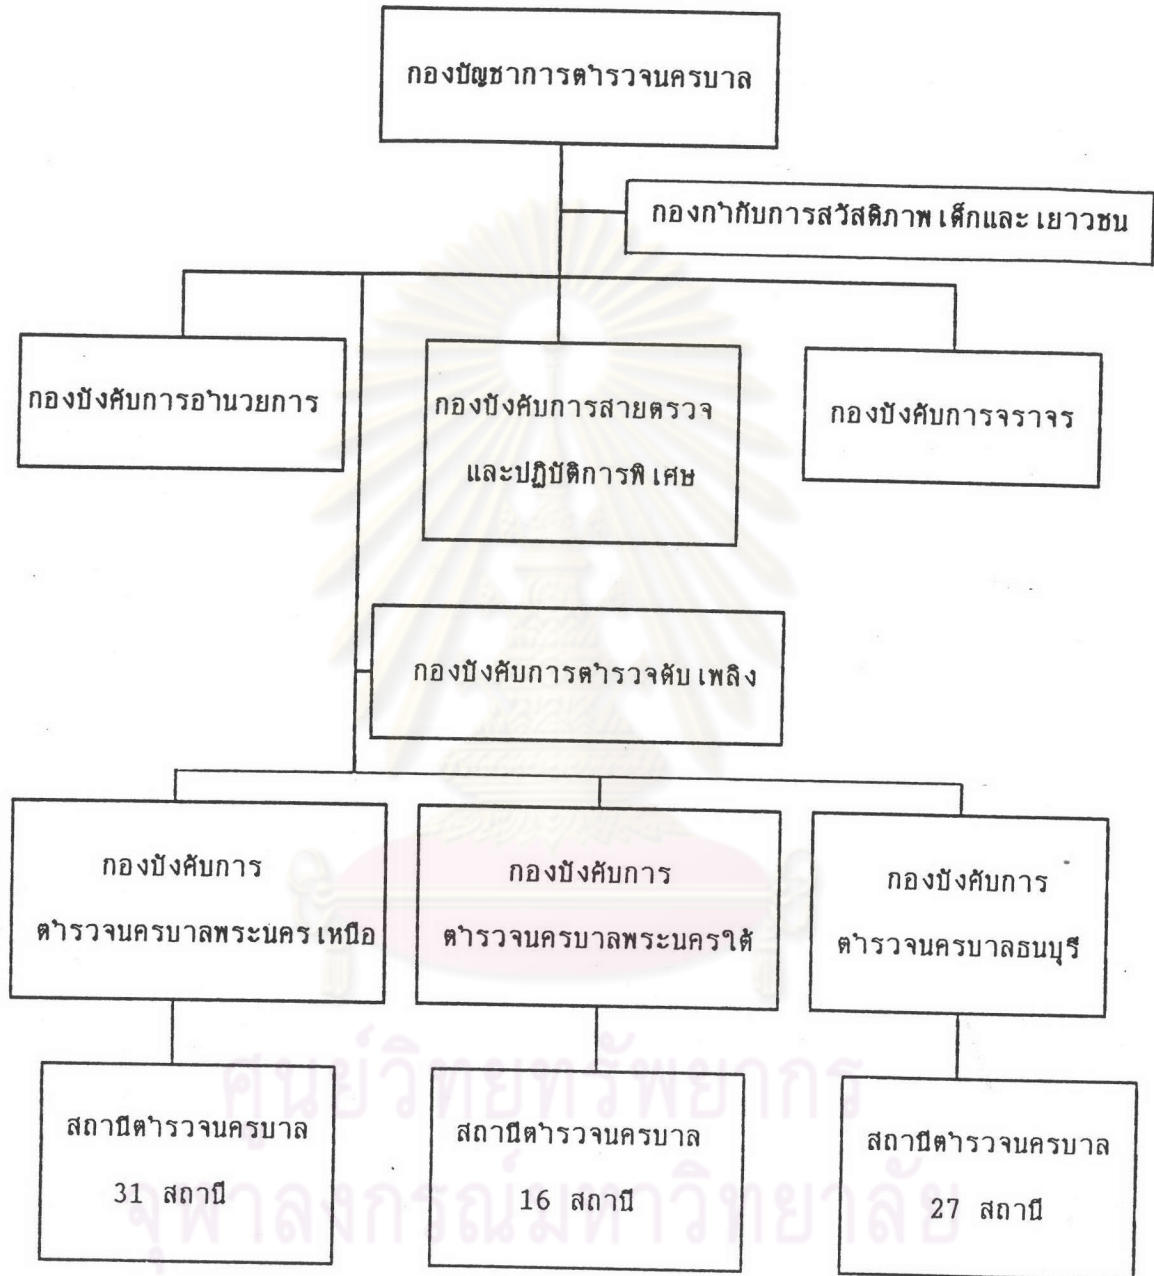 กองบัญชาการตำรวจนครบาล
กองกำกับการสวัสดิภาพเด็กและเยาวชน
กองบังคับการอำนวยการ
กองบังคับการสายตรวจ
และปฏิบัติการพิเศษ
กองบังคับการจราจร
กองบังคับการตำรวจดับเพลิง
กองบังคับการ
ตำรวจนครบาลพระนครเหนือ
กองบังคับการ
ตำรวจนครบาลพระนครใต้
กองบังคับการ
ตำรวจนครบาลธนบุรี
สถานีตำรวจนครบาล
31 สถานี
สถานีตำรวจนครบาล
16 สถานี
สถานีตำรวจนครบาล
27 สถานี
ศูนย์วิทยทรัพยากร
จุฬาลงกรณ์มหาวิทยาลัย